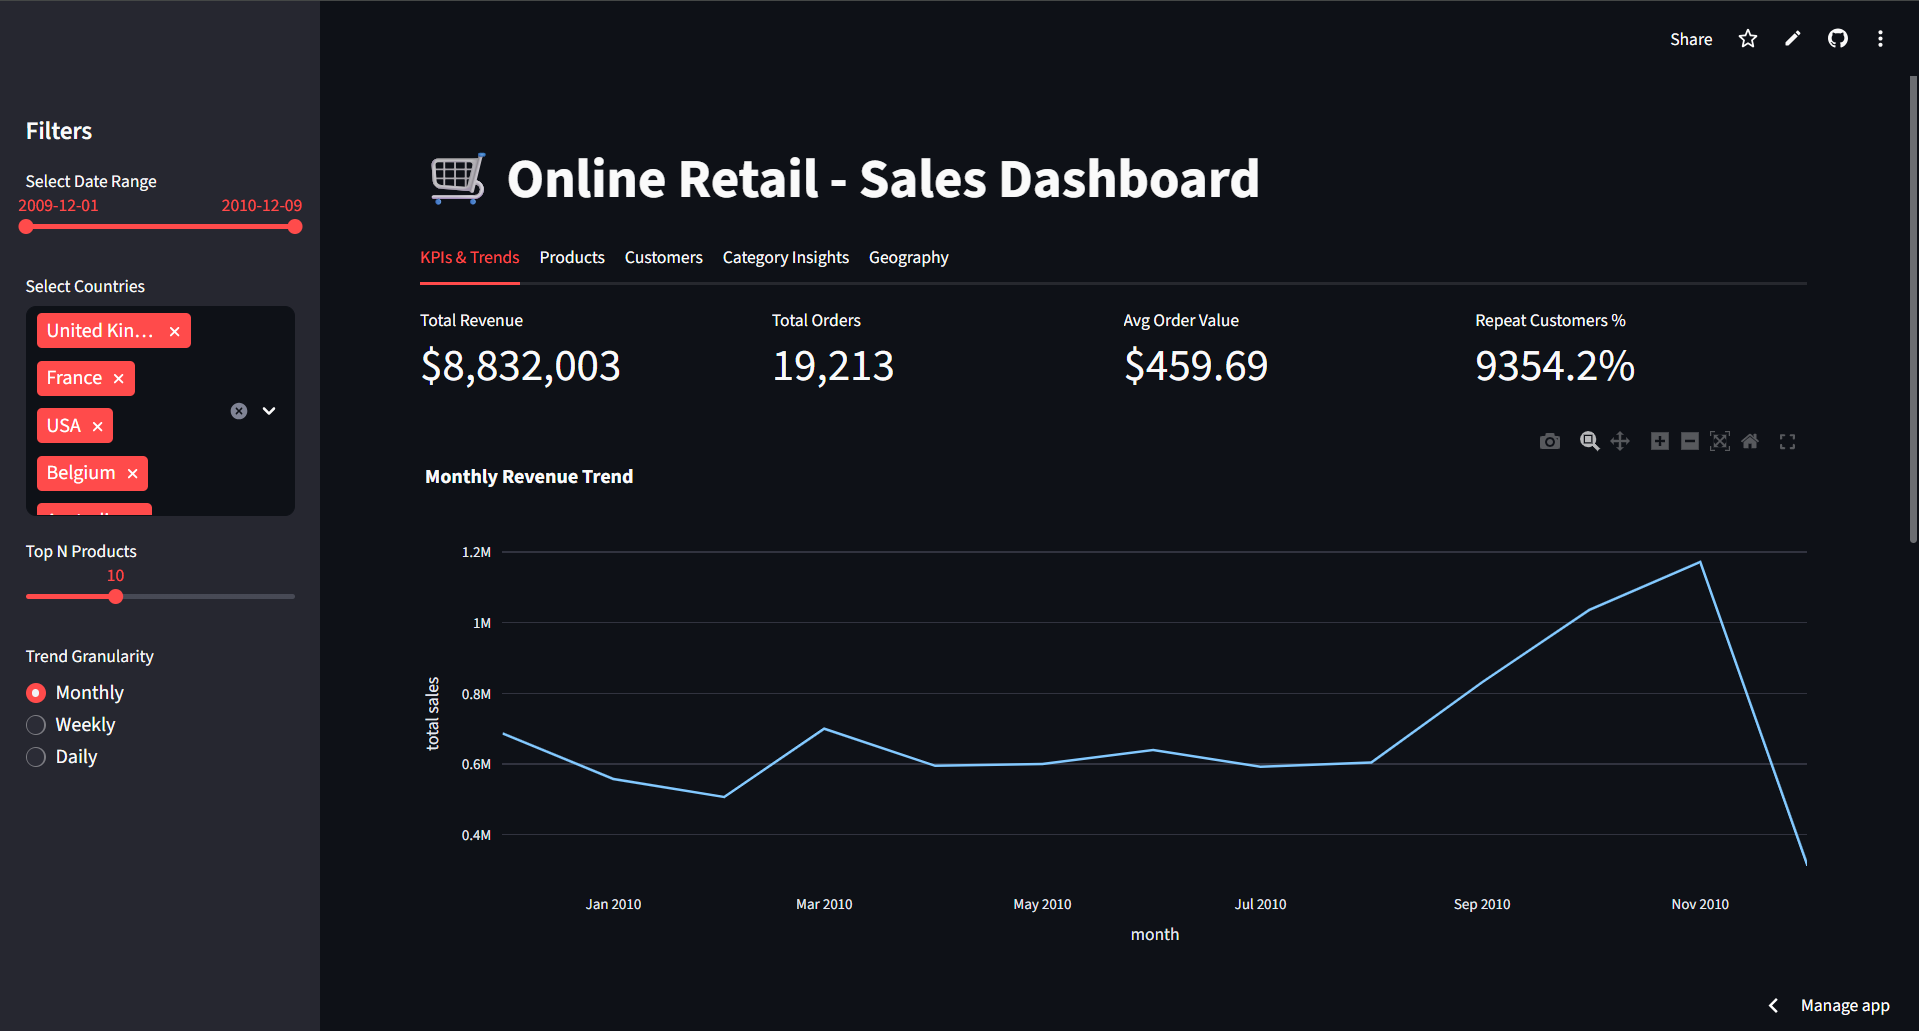 Share
Filters
Select Date Range
2009-12-01 2010-12-09
Select Countries
United Kin...
France
USA
Belgium
Top N Products
10
Trend Granularity
Monthly
Weekly
Daily
Online Retail - Sales Dashboard
KPIs & Trends Products Customers Category Insights Geography
Total Revenue Total Orders Avg Order Value Repeat Customers %
$8,832,003 19,213 $459.69 9354.2%
Monthly Revenue Trend
1.2M
1M
0.8M
0.6M
0.4M
total sales
Jan 2010 Mar 2010 May 2010 Jul 2010 Sep 2010 Nov 2010
month
Manage app